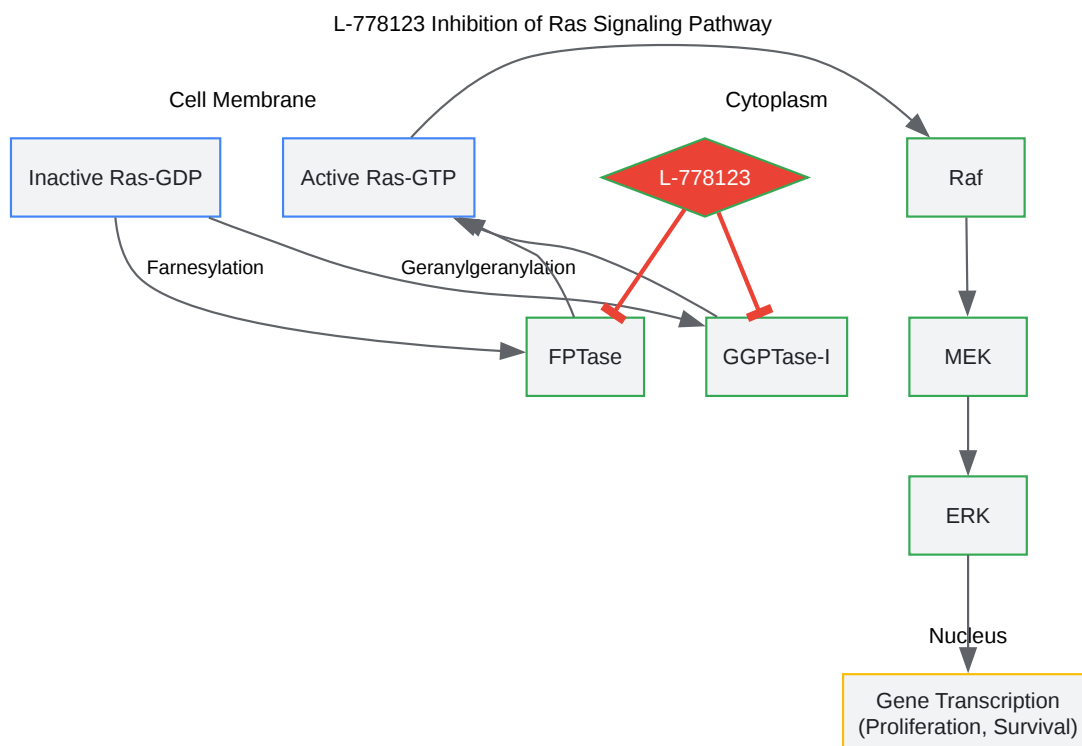 L-778123 Inhibition of Ras Signaling Pathway
Cell Membrane
Cytoplasm
Inactive Ras-GDP
Active Ras-GTP
L-778123
Raf
Farnesylation
Geranylgeranylation
FPTase
GGPTase-I
MEK
ERK
Nucleus
Gene Transcription
(Proliferation, Survival)